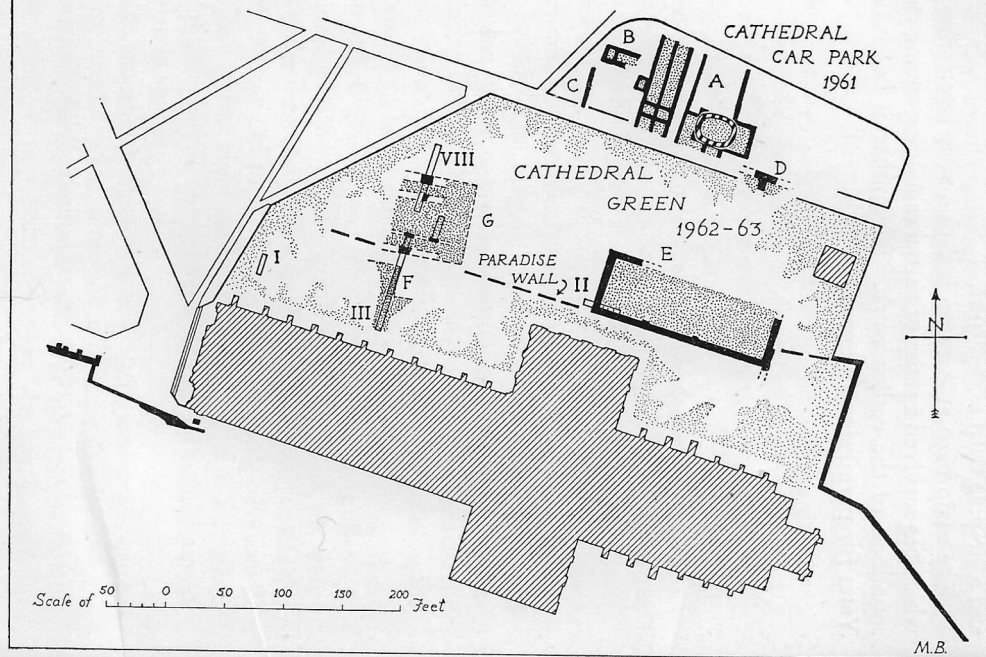 CATHEDRAL
CAR PARK
1961
B
C
A
D
VIII
CATHEDRAL
GREEN
1962-63
G
E
I
PARADISE
WALL
II
F
III
N
Scale of 50 0 50 100 150 200 Feet
M.B.